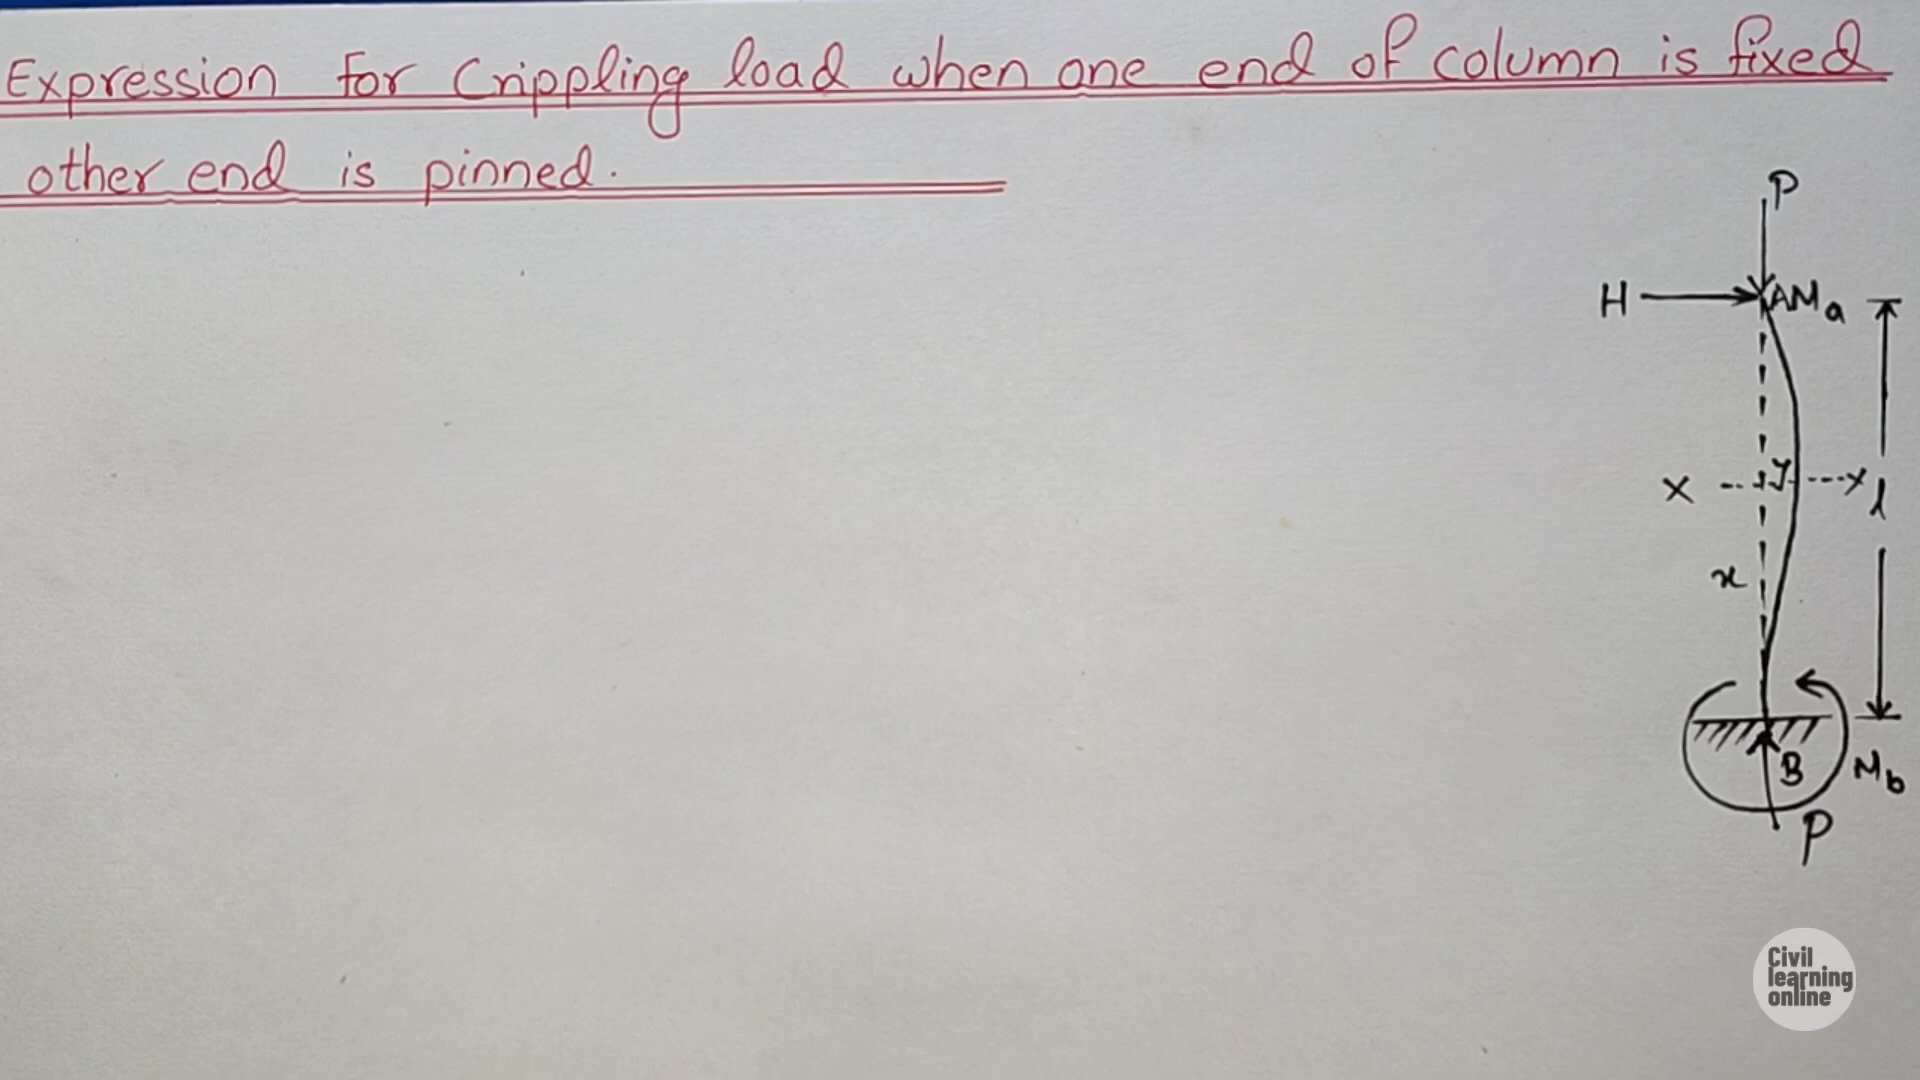 Expression for Crippling load when one end of column is fixed
other end is pinned.
P
H
A Ma
X
y
x
l
x
B
Mb
P
Civil
learning
online